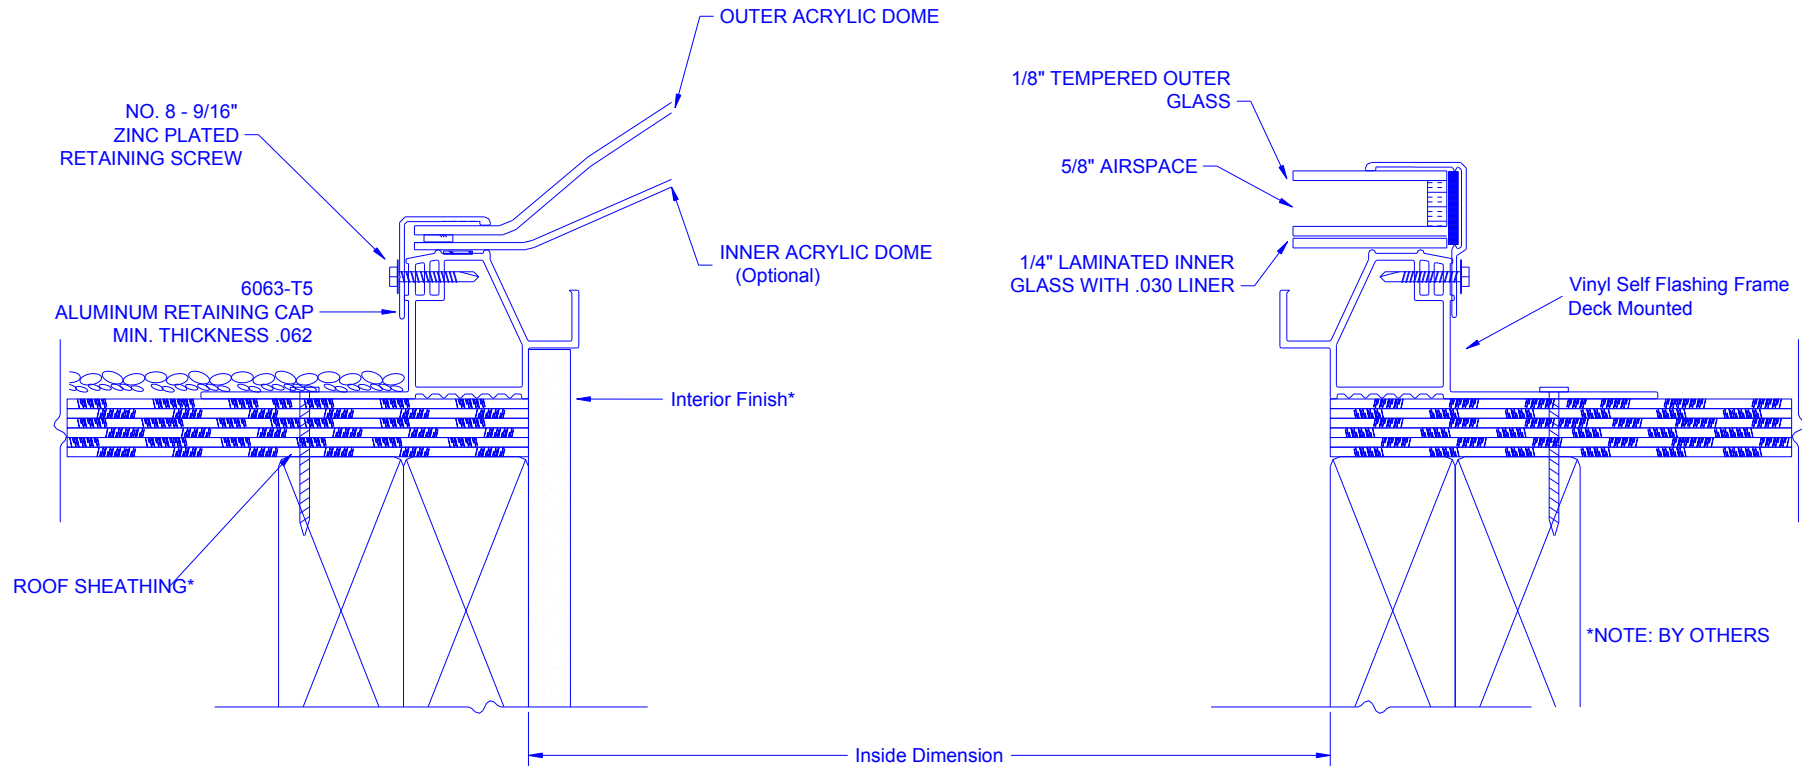 OUTER ACRYLIC DOME
NO. 8 - 9/16"
ZINC PLATED
RETAINING SCREW
INNER ACRYLIC DOME
(Optional)
6063-T5
ALUMINUM RETAINING CAP
MIN. THICKNESS .062
Interior Finish*
ROOF SHEATHING*
1/8" TEMPERED OUTER
GLASS
5/8" AIRSPACE
1/4" LAMINATED INNER
GLASS WITH .030 LINER
Vinyl Self Flashing Frame
Deck Mounted
*NOTE: BY OTHERS
Inside Dimension